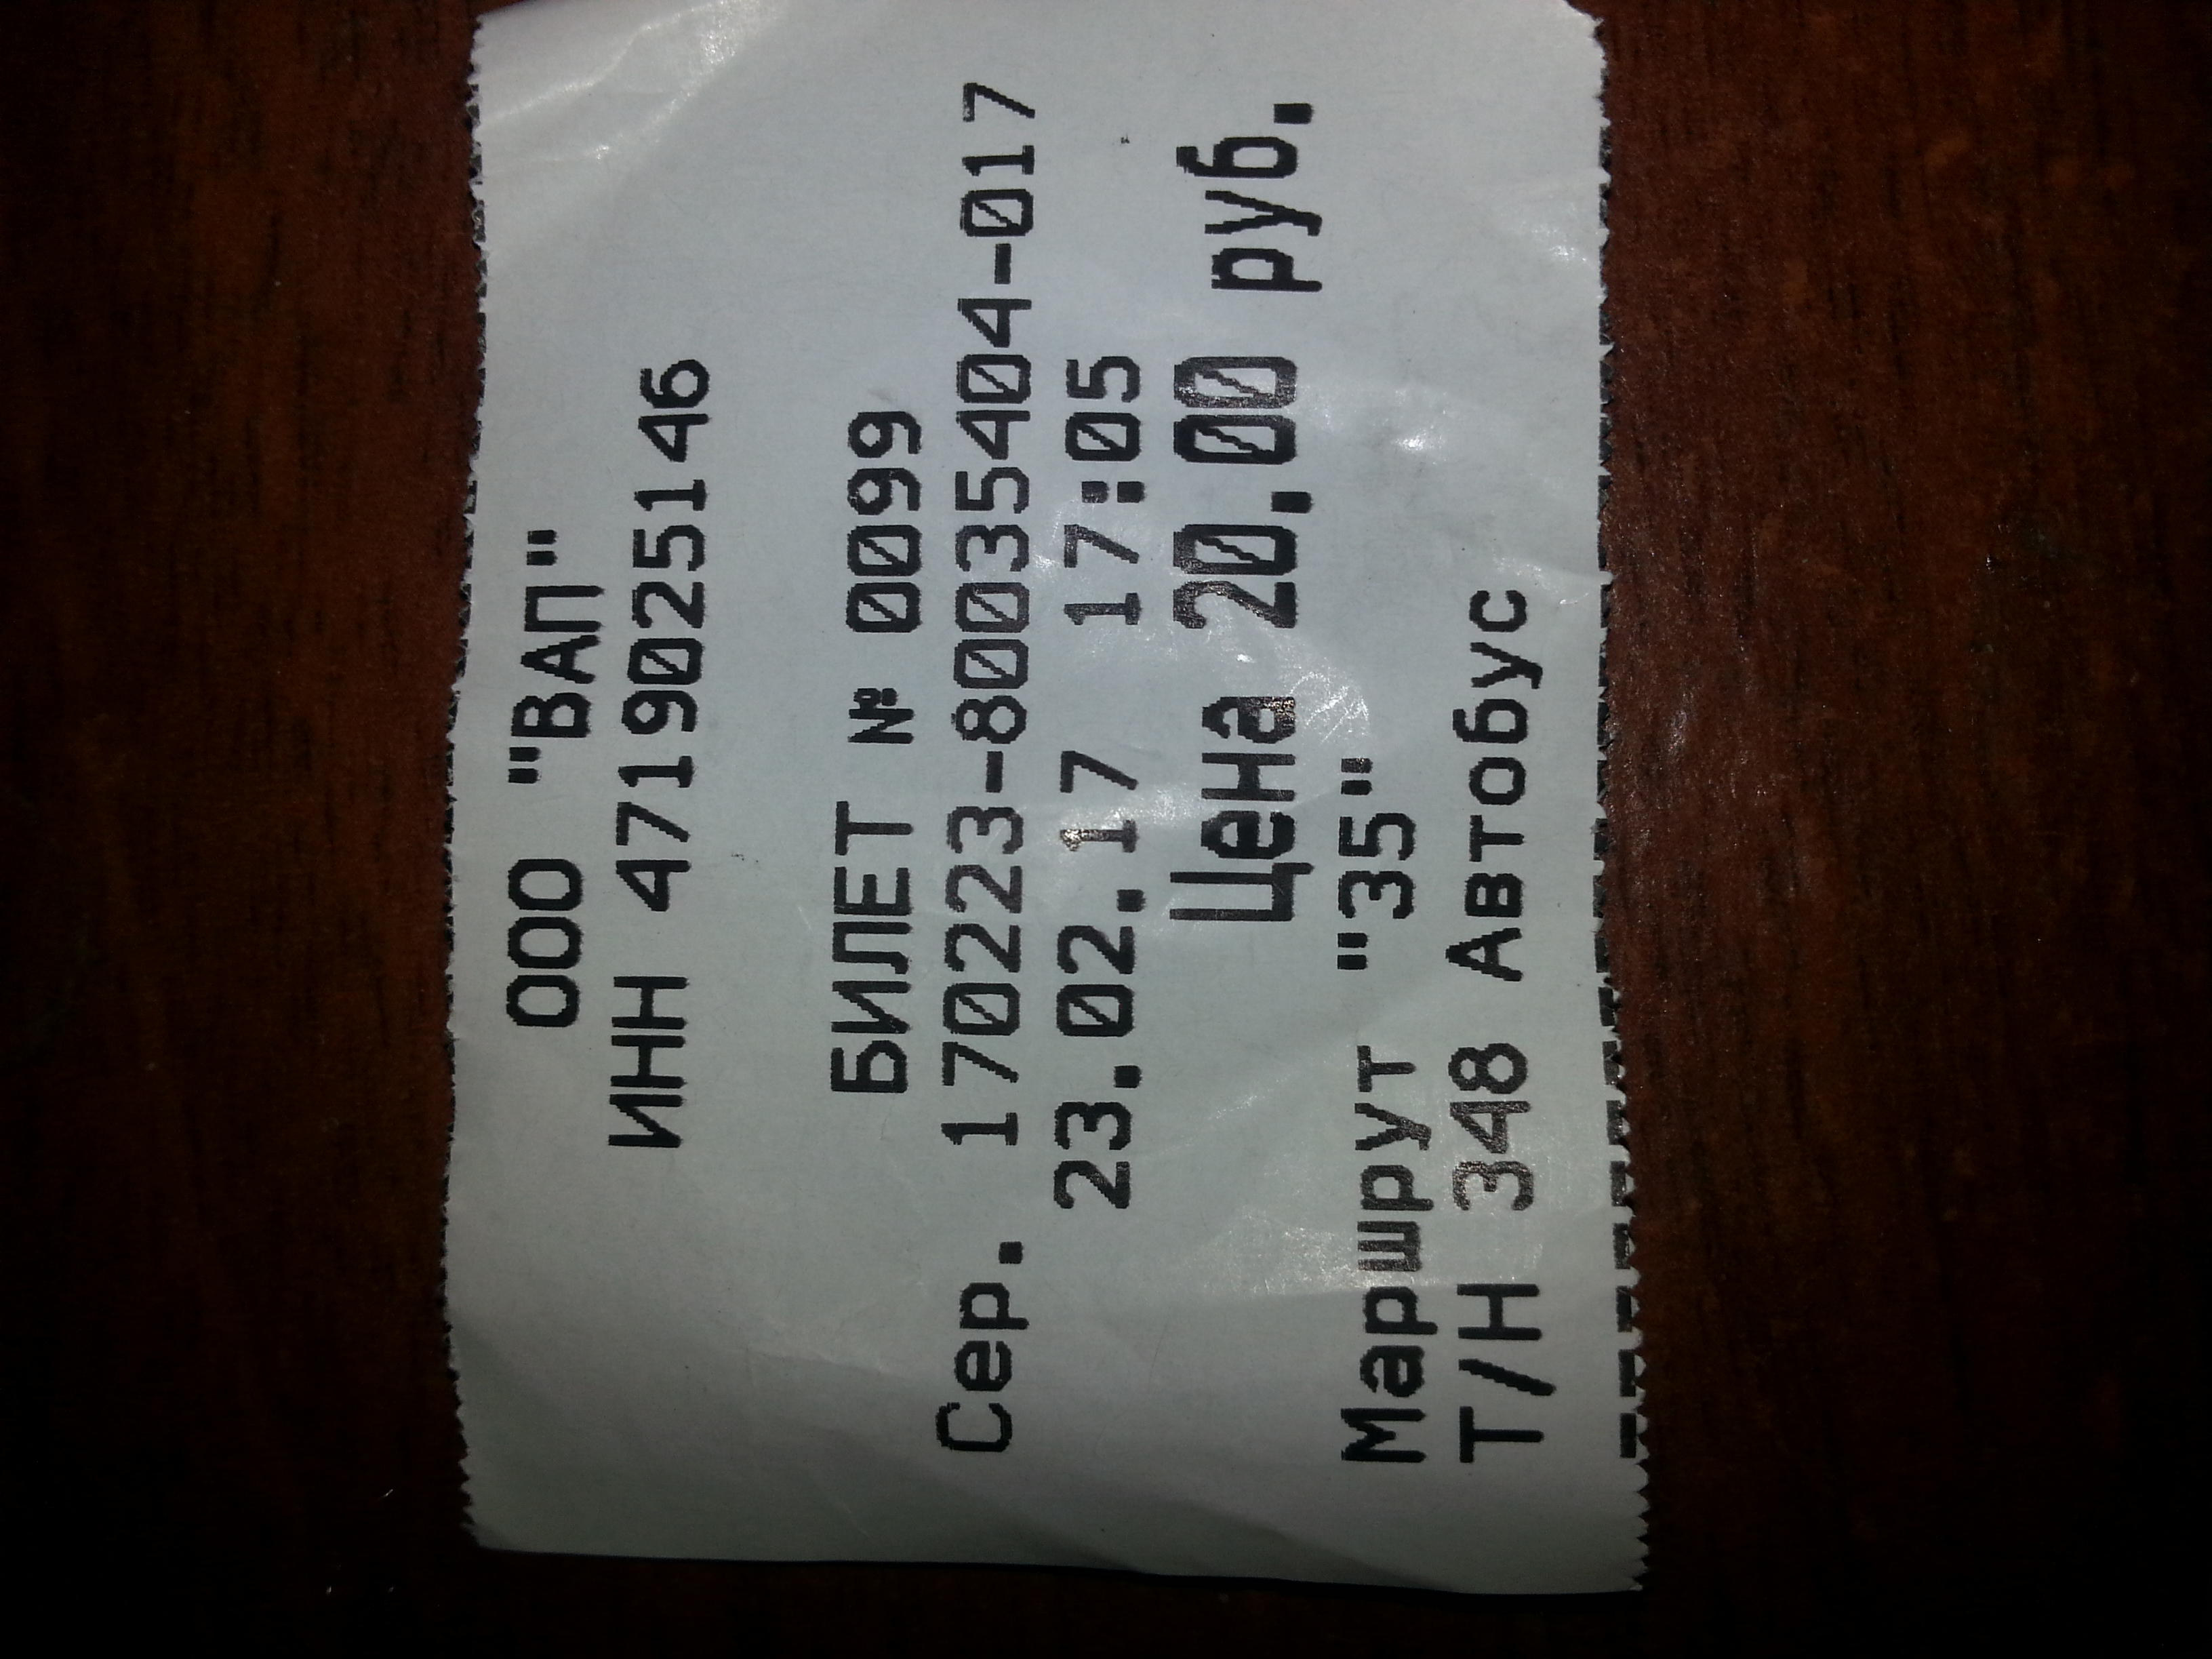 ООО "ВАП"
ИНН 4719025146
БИЛЕТ № 0099
Сер. 170223-80035404-017
23.02.17 17:05
Цена 20.00 руб.
Маршрут "35"
Т/Н 348 Автобус